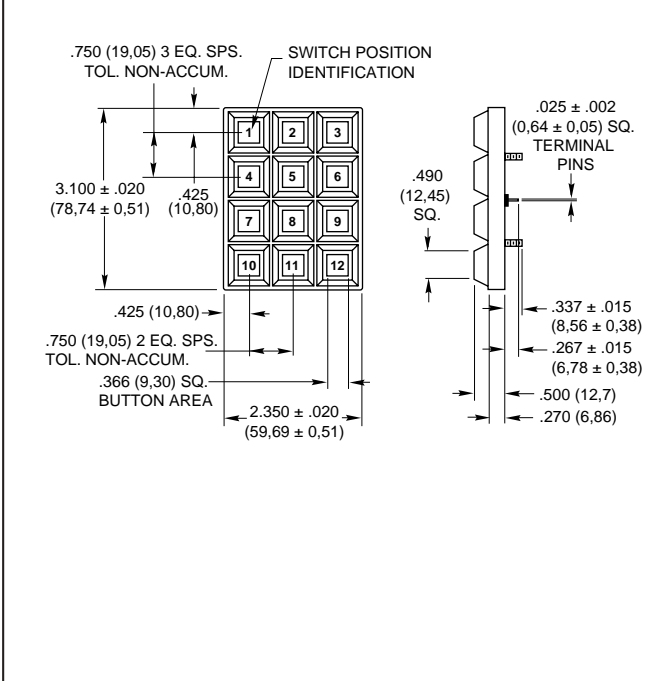 .750 (19,05) 3 EQ. SPS.
TOL. NON-ACCUM.
SWITCH POSITION
IDENTIFICATION
1
2
3
4
5
6
7
8
9
10
11
12
3.100 ± .020
(78,74 ± 0,51)
.425
(10,80)
.425 (10,80)
.750 (19,05) 2 EQ. SPS.
TOL. NON-ACCUM.
.366 (9,30) SQ.
BUTTON AREA
2.350 ± .020
(59,69 ± 0,51)
.025 ± .002
(0,64 ± 0,05) SQ.
TERMINAL
PINS
.490
(12,45)
SQ.
.337 ± .015
(8,56 ± 0,38)
.267 ± .015
(6,78 ± 0,38)
.500 (12,7)
.270 (6,86)